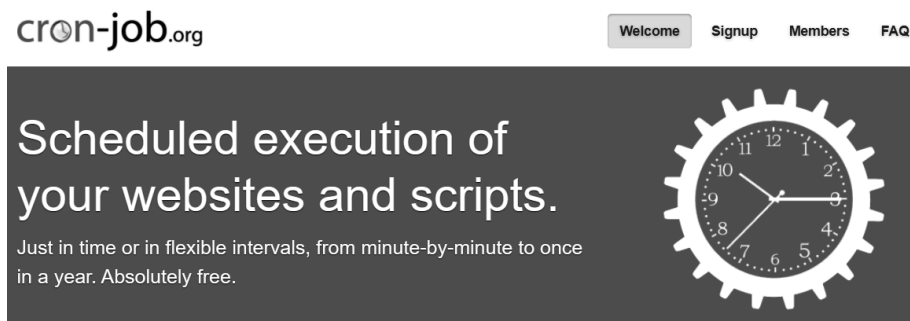 cron-job.org
Welcome Signup Members FAQ
Scheduled execution of
your websites and scripts.
Just in time or in flexible intervals, from minute-by-minute to once
in a year. Absolutely free.
12
11 1
10 2
9 3
8 4
7 5
6